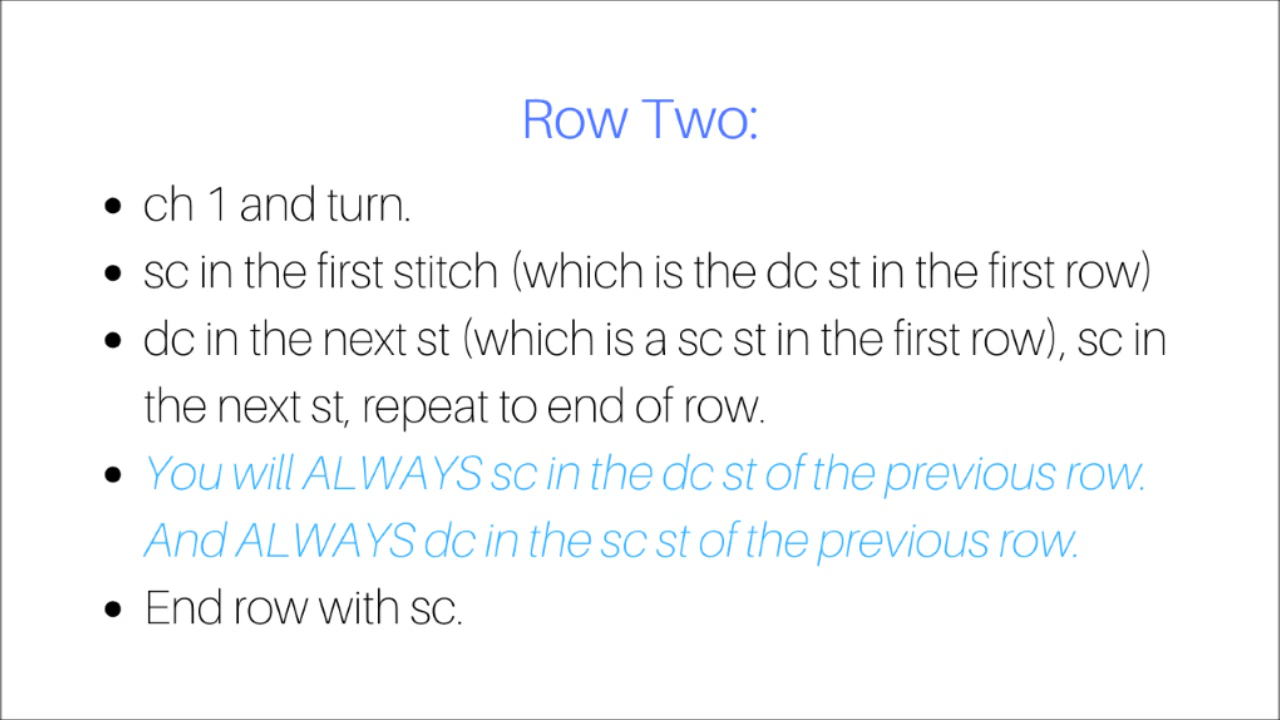 Row Two:
• ch 1 and turn.
• sc in the first stitch (which is the dc st in the first row)
• dc in the next st (which is a sc st in the first row), sc in
the next st, repeat to end of row.
• You will ALWAYS sc in the dc st of the previous row.
And ALWAYS dc in the sc st of the previous row.
• End row with sc.